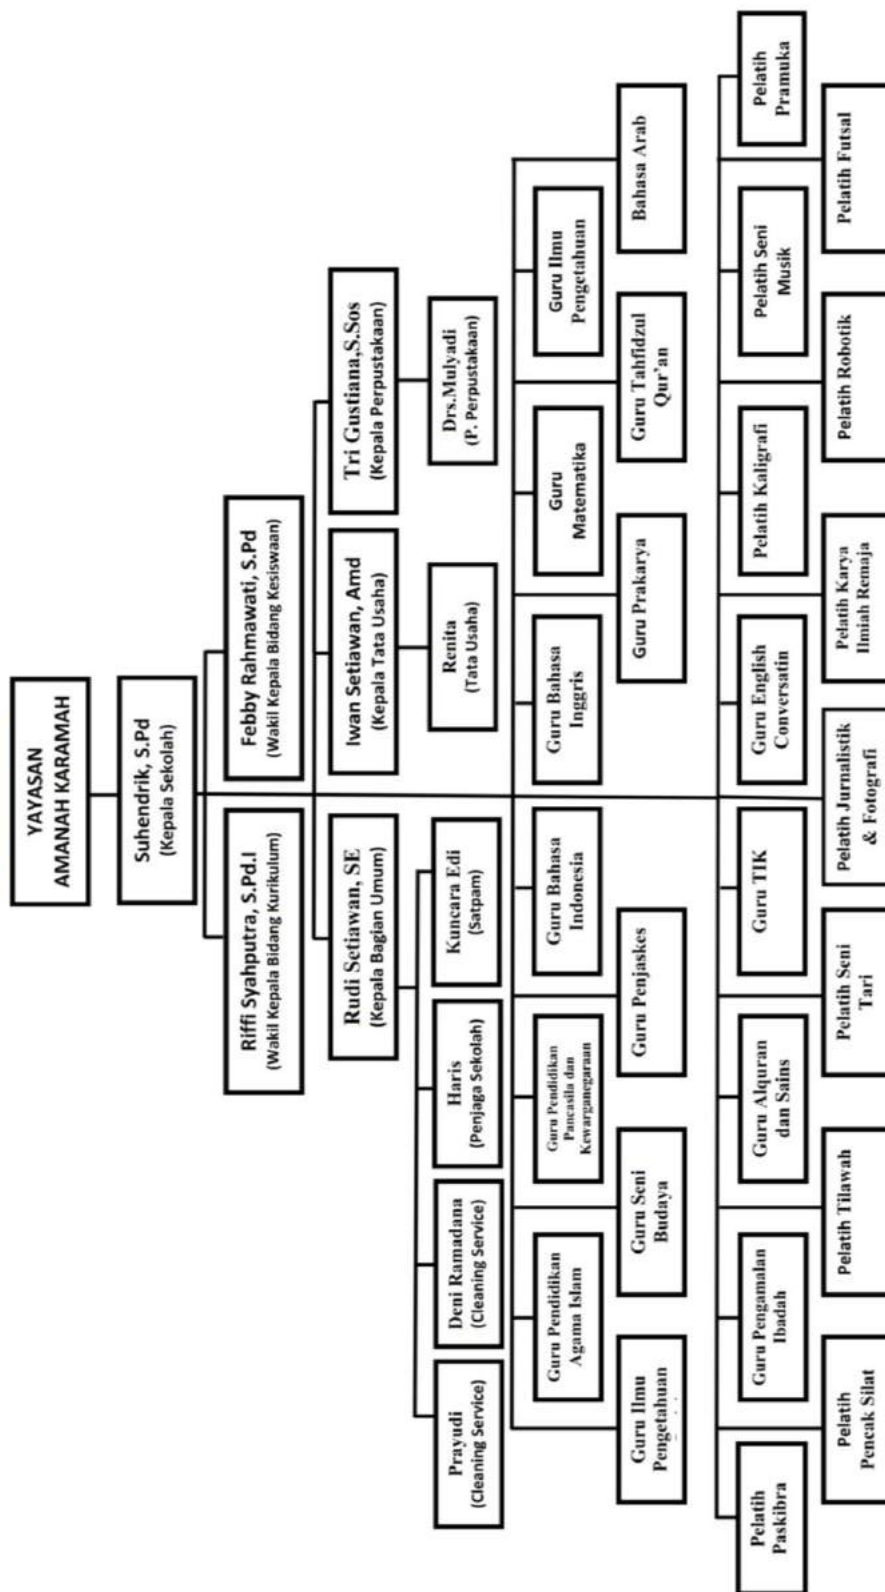 YAYASAN
AMANAH KARAMAH
Suhendrik, S.Pd
(Kepala Sekolah)
Riffi Syahputra, S.Pd.I
(Wakil Kepala Bidang Kurikulum)
Febby Rahmawati, S.Pd
(Wakil Kepala Bidang Kesiswaan)
Rudi Setiawan, SE
(Kepala Bagian Umum)
Iwan Setiawan, Amd
(Kepala Tata Usaha)
Tri Gustiana,S.Sos
(Kepala Perpustakaan)
Prayudi
(Cleaning Service)
Deni Ramadana
(Cleaning Service)
Haris
(Penjaga Sekolah)
Kuncara Edi
(Satpam)
Renita
(Tata Usaha)
Drs.Mulyadi
(P. Perpustakaan)
Guru Pendidikan
Agama Islam
Guru Pendidikan
Pancasila dan
Kewarganegaraan
Guru Bahasa
Indonesia
Guru Bahasa
Inggris
Guru
Matematika
Guru Ilmu
Pengetahuan
Guru Ilmu
Pengetahuan
Guru Seni
Budaya
Guru Penjaskes
Guru Prakarya
Guru Tahfidzul
Qur'an
Bahasa Arab
Pelatih
Paskibra
Guru Pengamalan
Ibadah
Guru Alquran
dan Sains
Guru TIK
Guru English
Conversatin
Pelatih Kaligrafi
Pelatih Seni
Musik
Pelatih
Pramuka
Pelatih
Pencak Silat
Pelatih Tilawah
Pelatih Seni
Tari
Pelatih Jurnalistik
& Fotografi
Pelatih Karya
Ilmiah Remaja
Pelatih Robotik
Pelatih Futsal